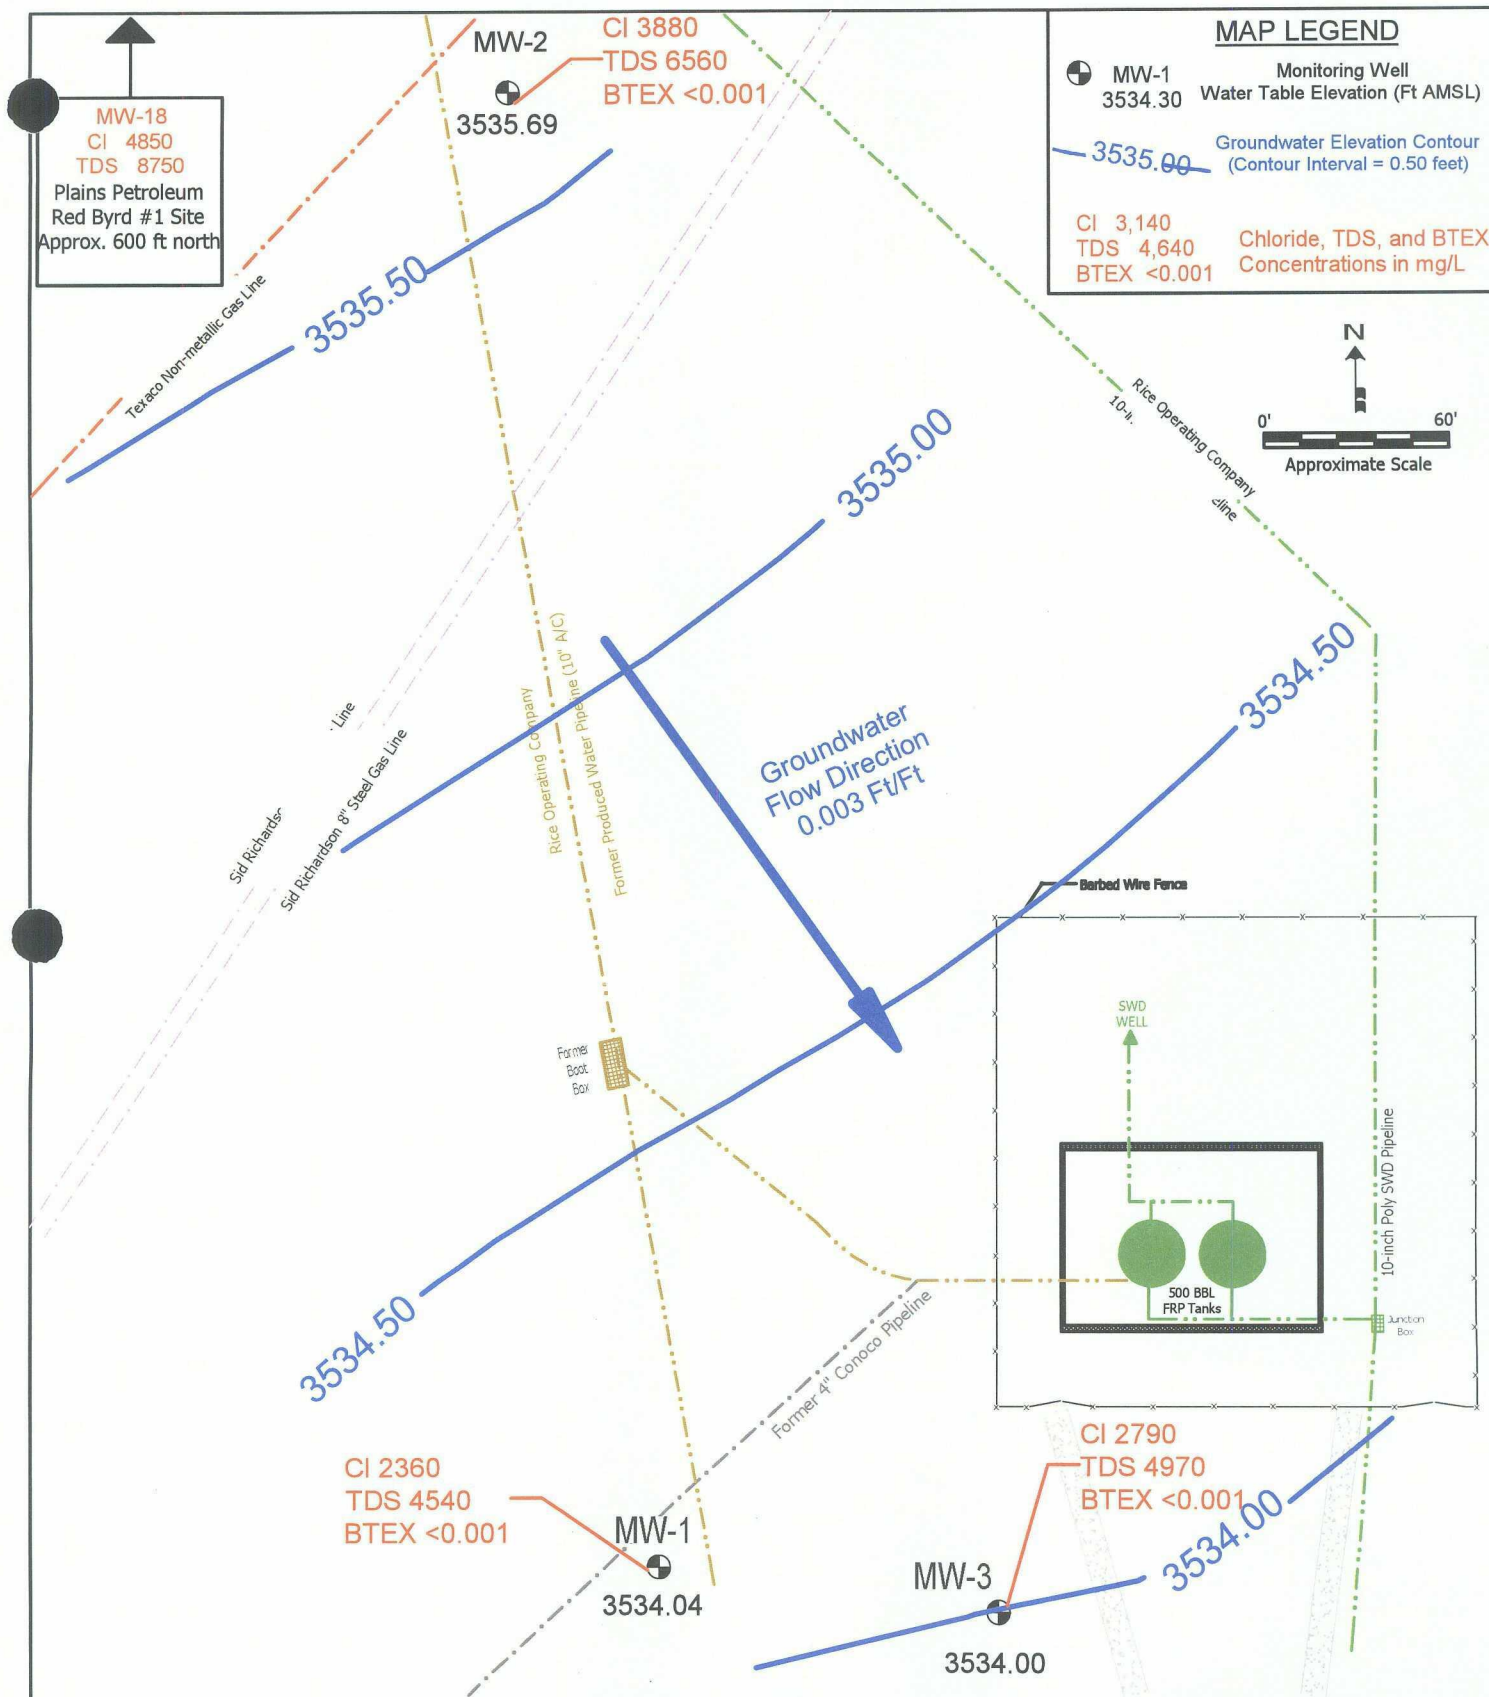 MW-18
Cl 4850
TDS 8750
Plains Petroleum
Red Byrd #1 Site
Approx. 600 ft north
MW-2
3535.69
Cl 3880
TDS 6560
BTEX <0.001
MAP LEGEND
MW-1
3534.30
Monitoring Well
Water Table Elevation (Ft AMSL)
3535.00
Groundwater Elevation Contour
(Contour Interval = 0.50 feet)
Cl 3,140
TDS 4,640
BTEX <0.001
Chloride, TDS, and BTEX
Concentrations in mg/L
N
0' 60'
Approximate Scale
Texaco Non-metallic Gas Line
3535.50
3535.00
Rice Operating Company
3534.50
Line
Sid Richardson 8" Steel Gas Line
Rice Operating Company
Former Produced Water Pipeline (10" A/C)
Groundwater
Flow Direction
0.003 Ft/Ft
Barbed Wire Fence
SWD
WELL
Former
Boot
Box
10-inch Poly SWD Pipeline
500 BBL
FRP Tanks
Junction
Box
3534.50
Former 4" Conoco Pipeline
Cl 2360
TDS 4540
BTEX <0.001
MW-1
3534.04
Cl 2790
TDS 4970
BTEX <0.001
MW-3
3534.00
3534.00